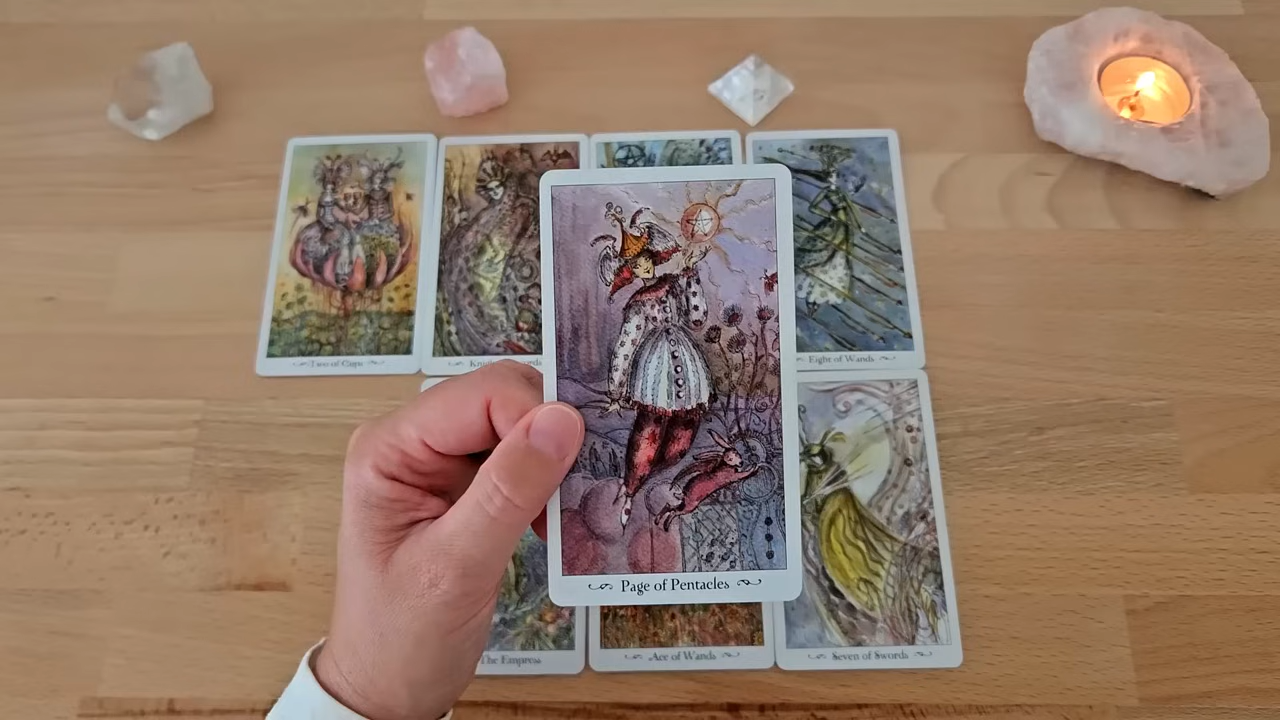 Two of Cups
Eight of Wands
Page of Pentacles
The Empress
Ace of Wands
Seven of Swords